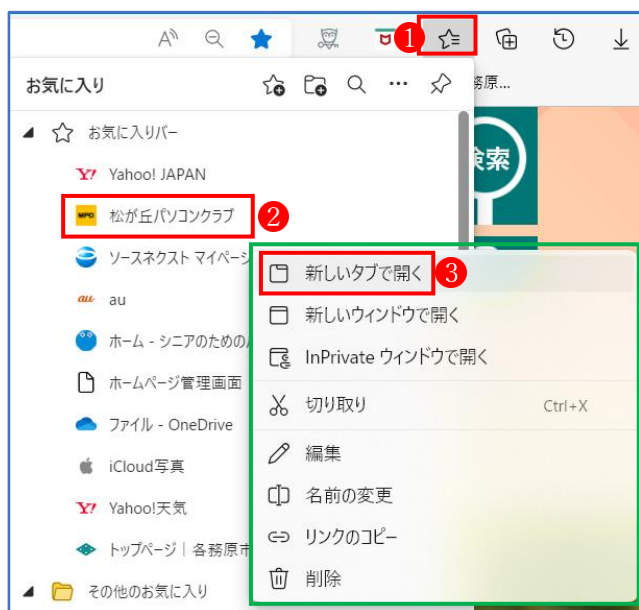 A
1
お気に入り
務原...
お気に入りバー
検索
Yahoo! JAPAN
MPC 松が丘パソコンクラブ 2
ソースネクスト マイページ
新しいタブで開く 3
au au
新しいウィンドウで開く
ホーム - シニアのための
InPrivate ウィンドウで開く
ホームページ管理画面
切り取り Ctrl+X
ファイル - OneDrive
編集
iCloud写真
名前の変更
Yahoo!天気
リンクのコピー
トップページ｜各務原市
削除
その他のお気に入り